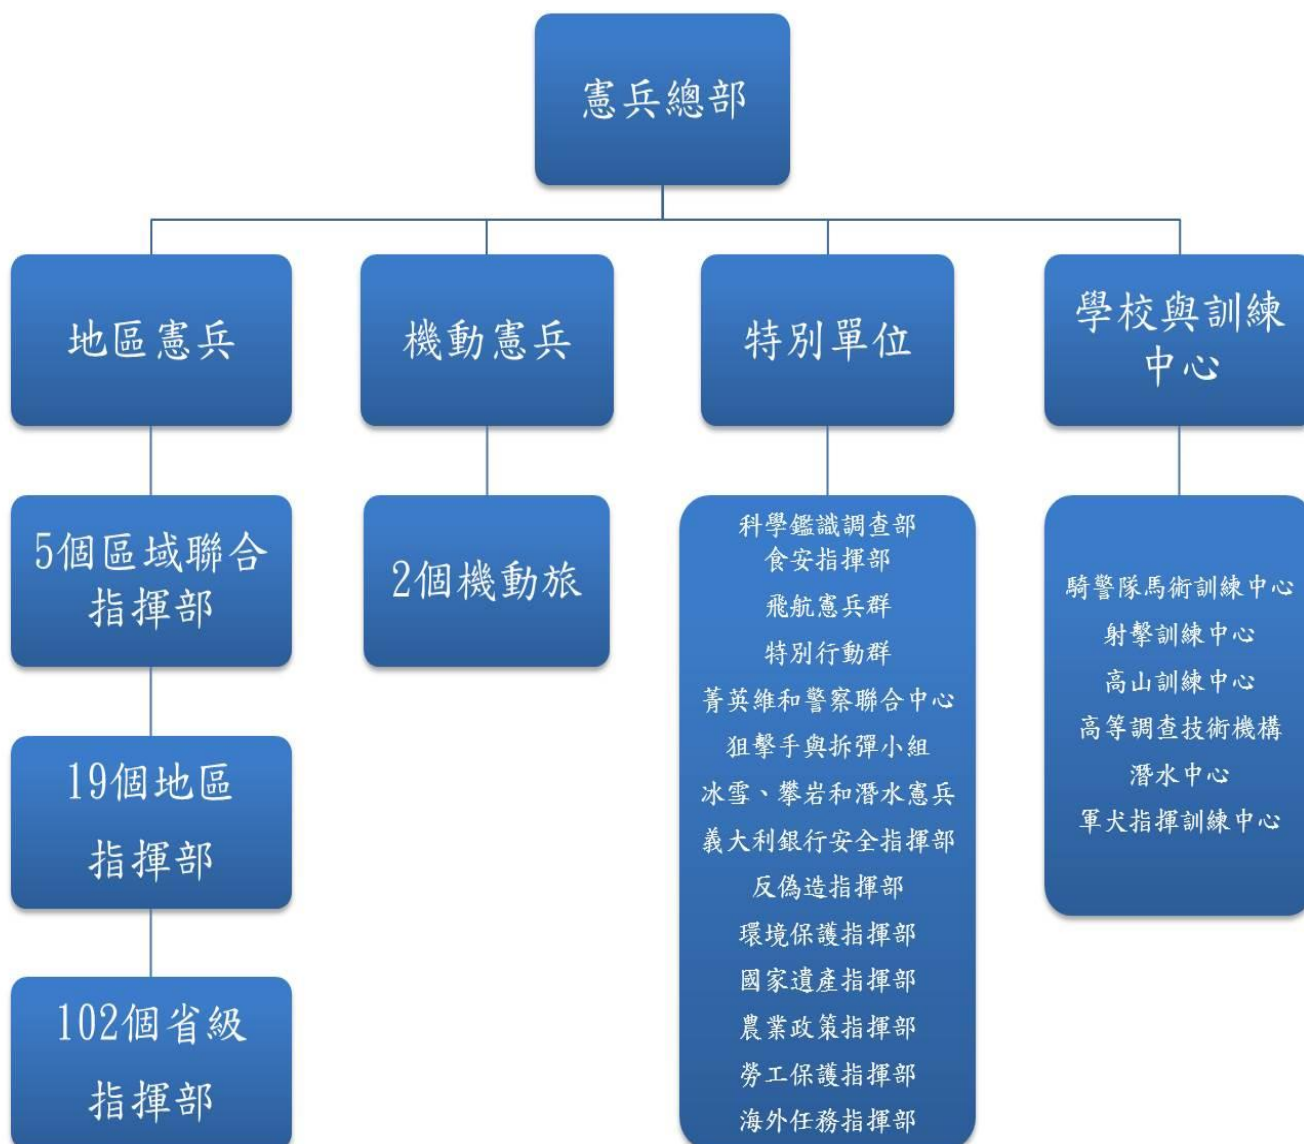 憲兵總部
地區憲兵
機動憲兵
特別單位
學校與訓練
中心
5個區域聯合
指揮部
19個地區
指揮部
102個省級
指揮部
2個機動旅
科學鑑識調查部
食安指揮部
飛航憲兵群
特別行動群
菁英維和警察聯合中心
狙擊手與拆彈小組
冰雪、攀岩和潛水憲兵
義大利銀行安全指揮部
反偽造指揮部
環境保護指揮部
國家遺產指揮部
農業政策指揮部
勞工保護指揮部
海外任務指揮部
騎警隊馬術訓練中心
射擊訓練中心
高山訓練中心
高等調查技術機構
潛水中心
軍犬指揮訓練中心